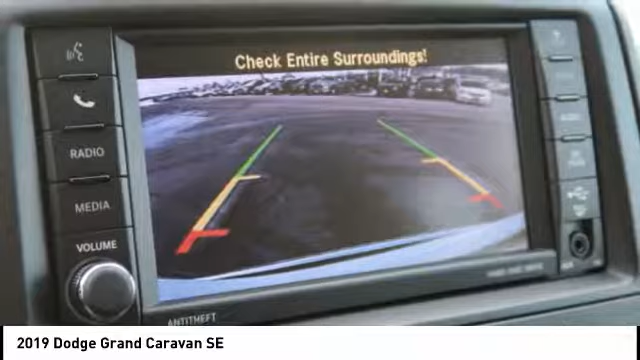 Check Entire Surroundings!
RADIO
MEDIA
VOLUME
ANTITHEFT
2019 Dodge Grand Caravan SE